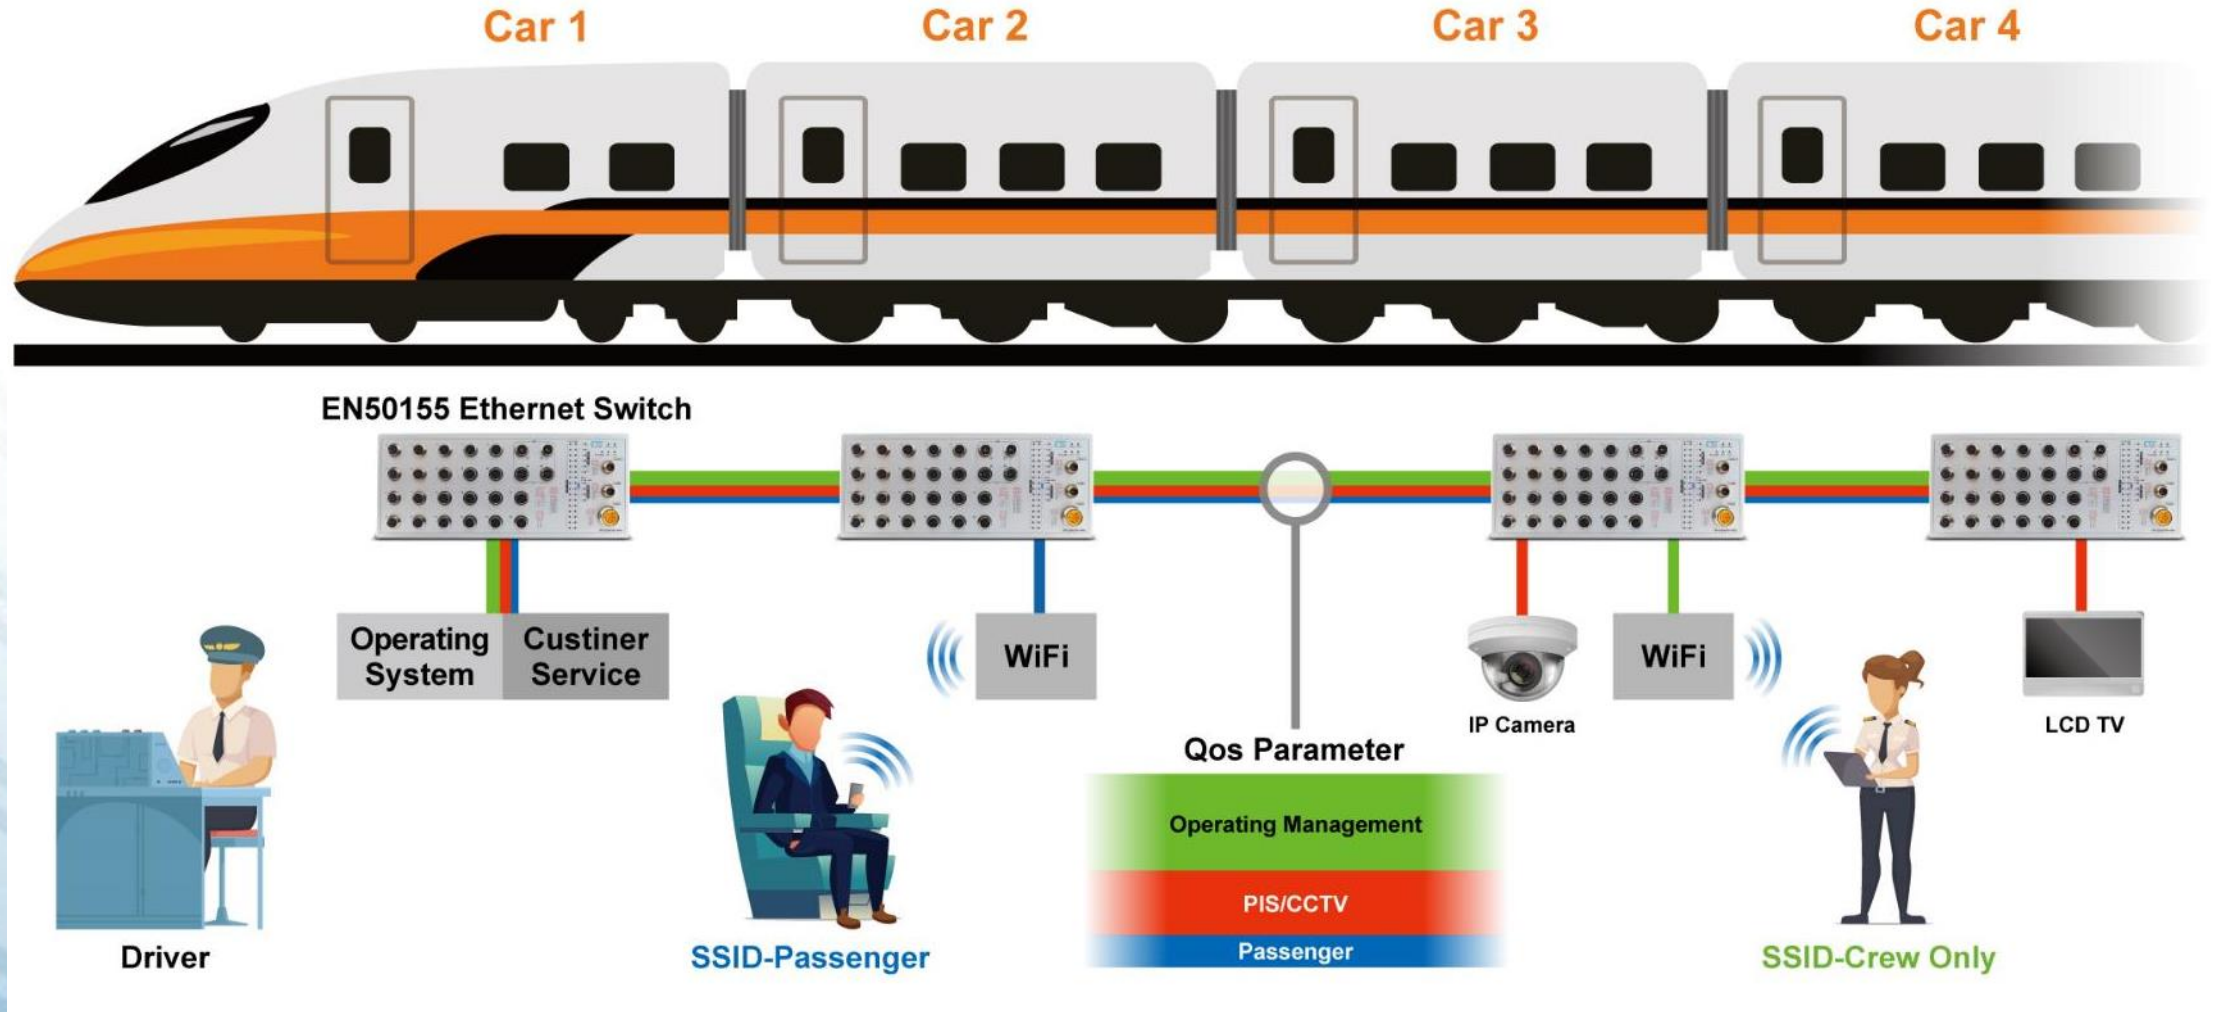 Car 1
Car 2
Car 3
Car 4
EN50155 Ethernet Switch
Operating
System
Custiner
Service
WiFi
WiFi
IP Camera
LCD TV
Qos Parameter
Operating Management
PIS/CCTV
Passenger
Driver
SSID-Passenger
SSID-Crew Only